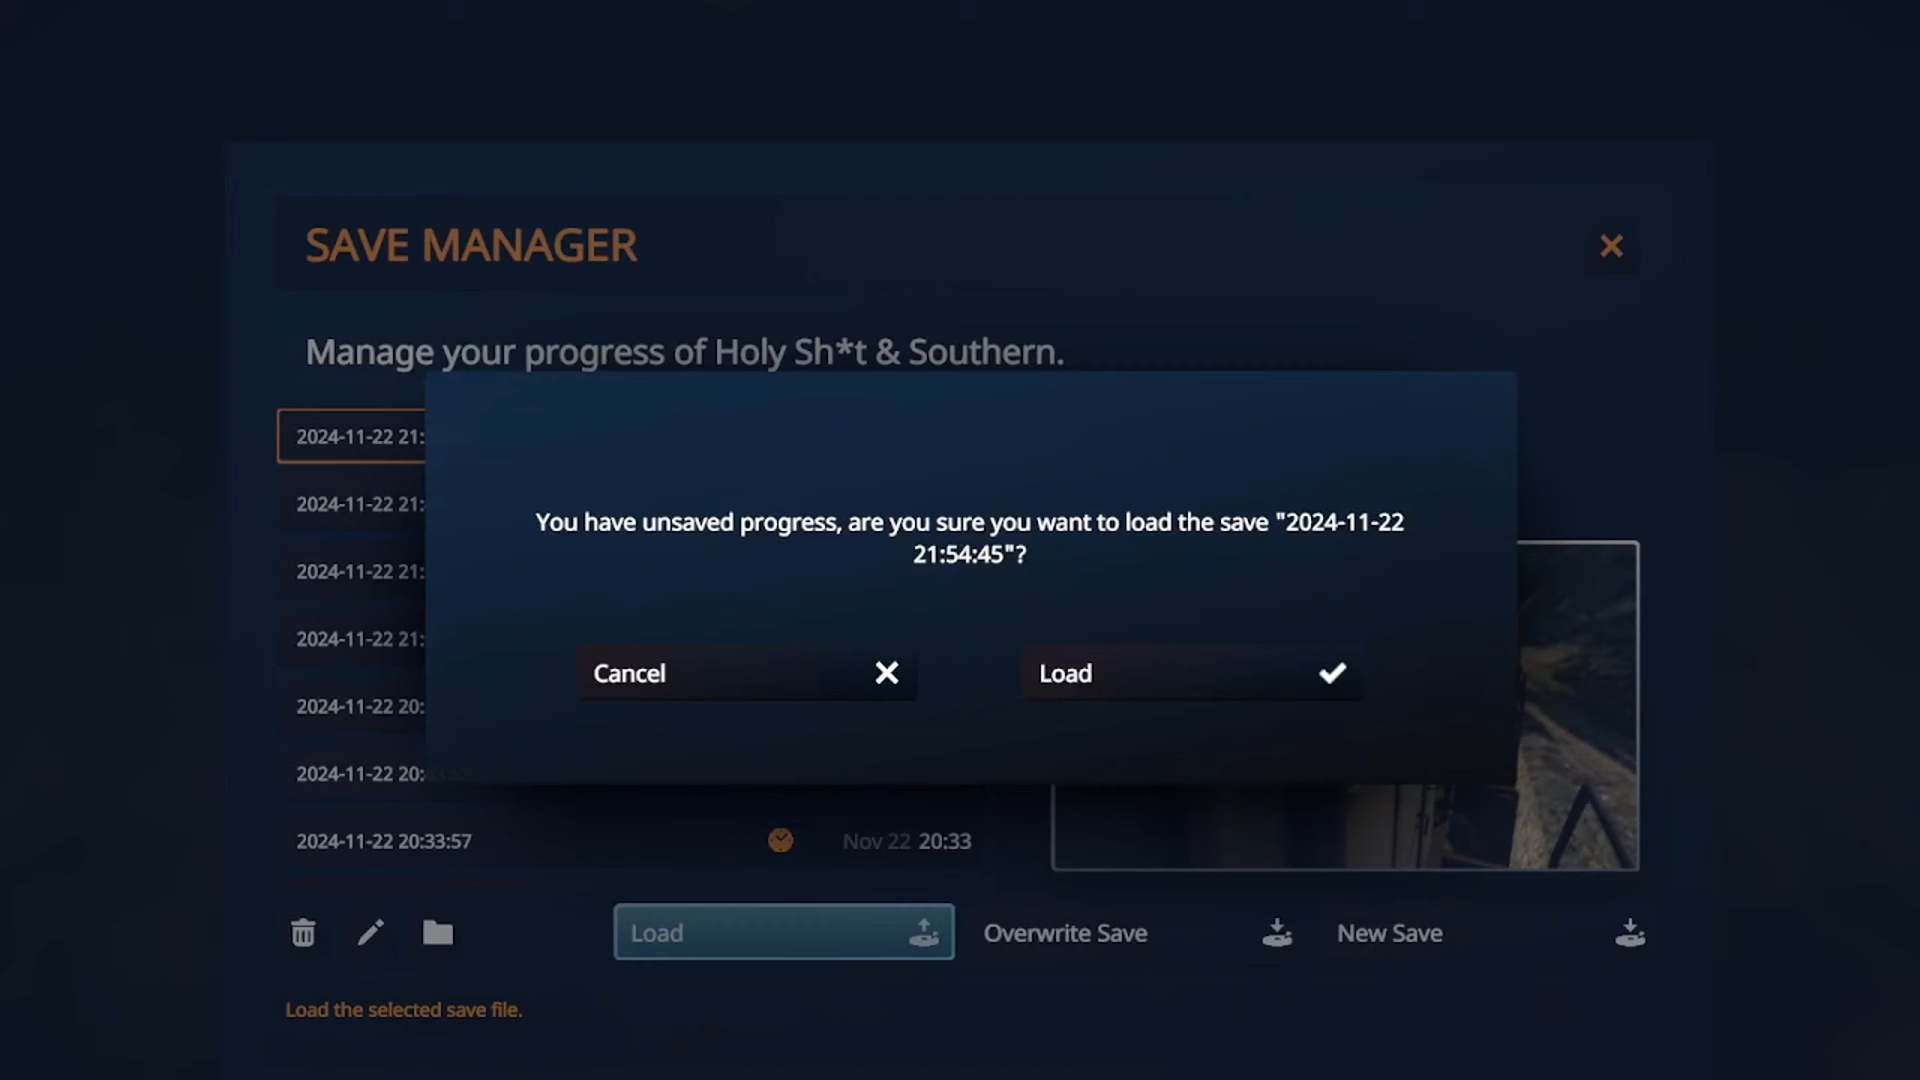 SAVE MANAGER
Manage your progress of Holy Sh*t & Southern.
2024-11-22 21:
2024-11-22 21:
You have unsaved progress, are you sure you want to load the save "2024-11-22
21:54:45"?
2024-11-22 21:
2024-11-22 21:
Cancel
Load
2024-11-22 20:
2024-11-22 20:
2024-11-22 20:33:57
Nov 22 20:33
Load
Overwrite Save
New Save
Load the selected save file.